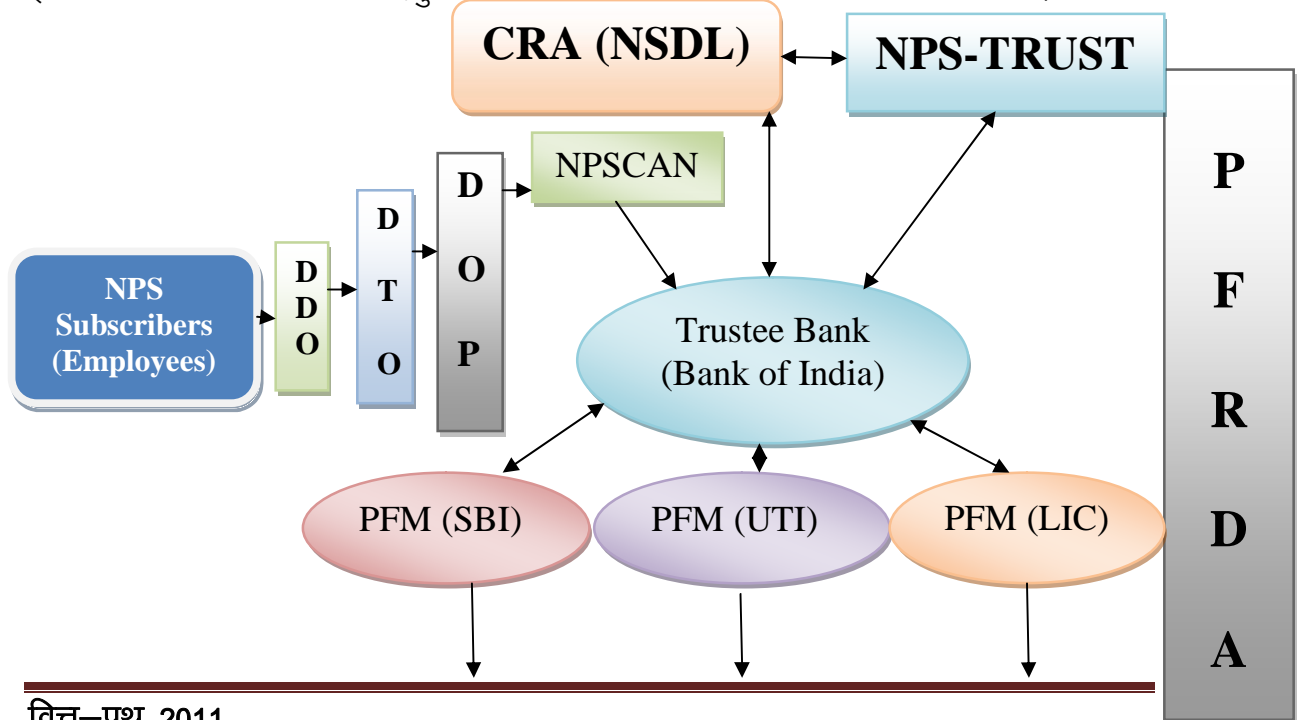 CRA (NSDL)
NPS-TRUST
NPSCAN
D
O
P
D
T
O
D
D
O
NPS
Subscribers
(Employees)
Trustee Bank
(Bank of India)
PFM (SBI)
PFM (UTI)
PFM (LIC)
P
F
R
D
A
वित्त–पथ 2011